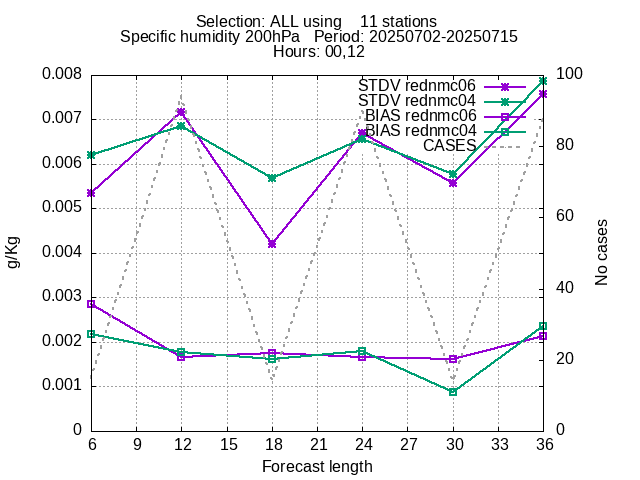 Selection: ALL using    11 stations
Specific humidity 200hPa   Period: 20250702-20250715
Hours: 00,12
0.008
0.007
0.006
0.005
0.004
0.003
0.002
0.001
0
g/Kg
STDV rednmc06
STDV rednmc04
BIAS rednmc06
BIAS rednmc04
CASES
100
80
60
40
20
0
No cases
6 9 12 15 18 21 24 27 30 33 36
Forecast length